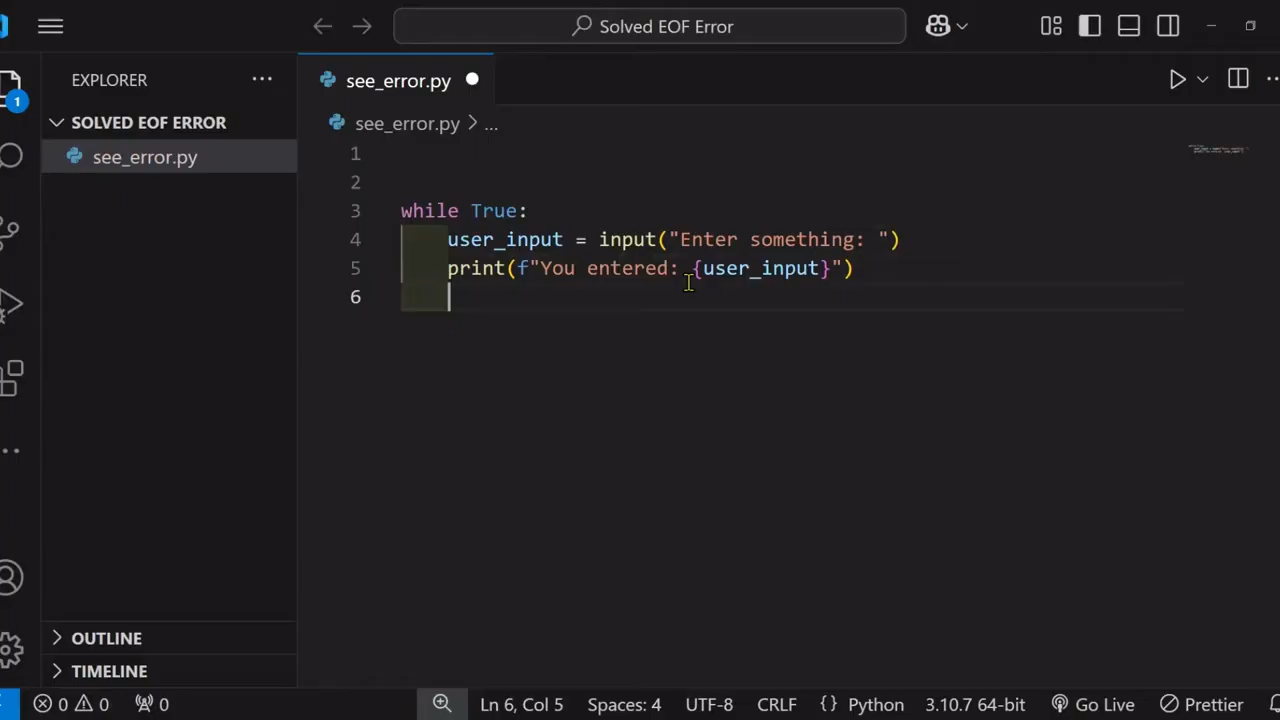 Solved EOF Error
EXPLORER
...
see_error.py
1
SOLVED EOF ERROR
see_error.py
see_error.py > ...
1
2
3 while True:
4     user_input = input("Enter something: ")
5     print(f"You entered: {user_input}")
6
OUTLINE
TIMELINE
0 0 0 Ln 6, Col 5 Spaces: 4 UTF-8 CRLF {} Python 3.10.7 64-bit Go Live Prettier